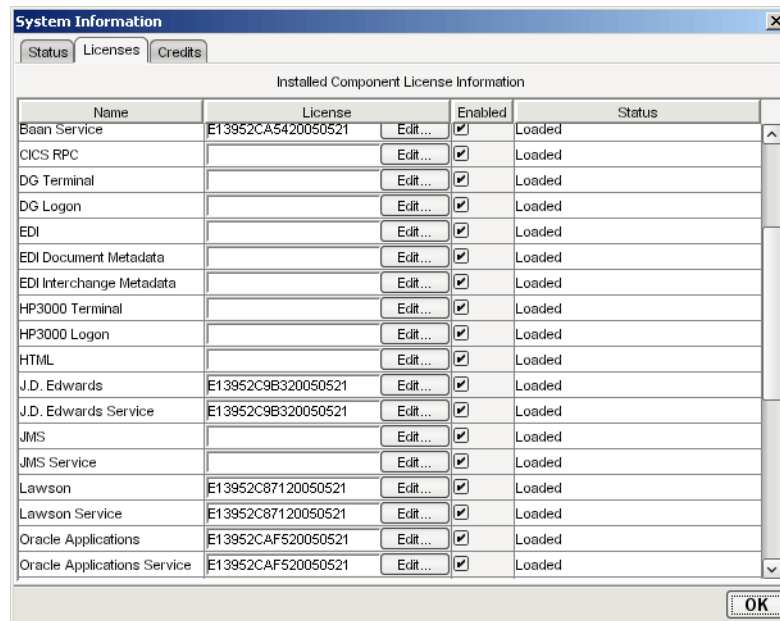 System Information
Status Licenses Credits
Installed Component License Information
Name License Enabled Status
Baan Service E13952CA5420050521 Edit... Loaded
CICS RPC Edit... Loaded
DG Terminal Edit... Loaded
DG Logon Edit... Loaded
EDI Edit... Loaded
EDI Document Metadata Edit... Loaded
EDI Interchange Metadata Edit... Loaded
HP3000 Terminal Edit... Loaded
HP3000 Logon Edit... Loaded
HTML Edit... Loaded
J.D. Edwards E13952C9B320050521 Edit... Loaded
J.D. Edwards Service E13952C9B320050521 Edit... Loaded
JMS Edit... Loaded
JMS Service Edit... Loaded
Lawson E13952C87120050521 Edit... Loaded
Lawson Service E13952C87120050521 Edit... Loaded
Oracle Applications E13952CAF520050521 Edit... Loaded
Oracle Applications Service E13952CAF520050521 Edit... Loaded
OK